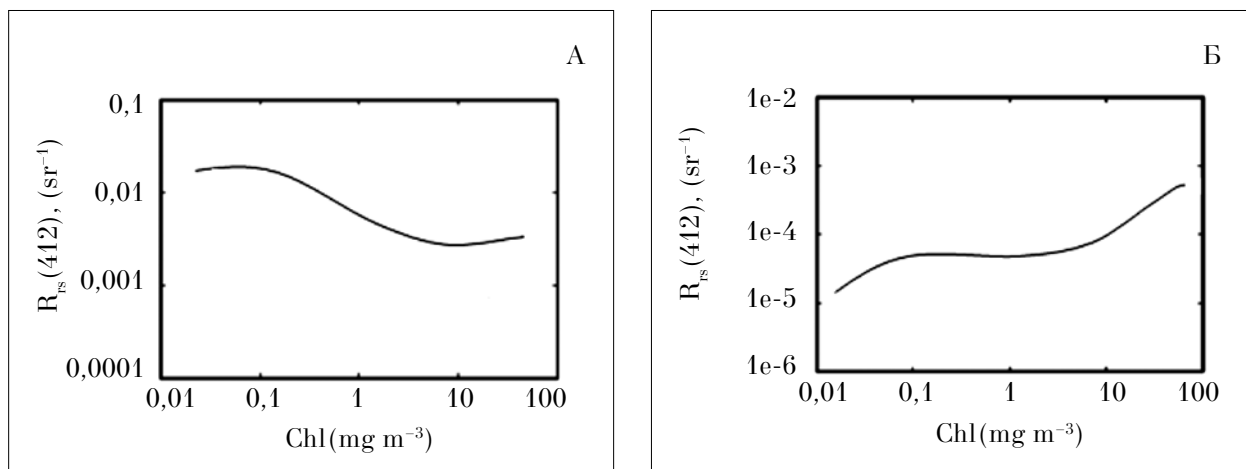 А
0,1
0,01
0,001
0,0001
R_rs(412), (sr⁻¹)
0,01 0,1 1 10 100
Chl(mg m⁻³)
Б
1e-2
1e-3
1e-4
1e-5
1e-6
R_rs(412), (sr⁻¹)
0,01 0,1 1 10 100
Chl(mg m⁻³)